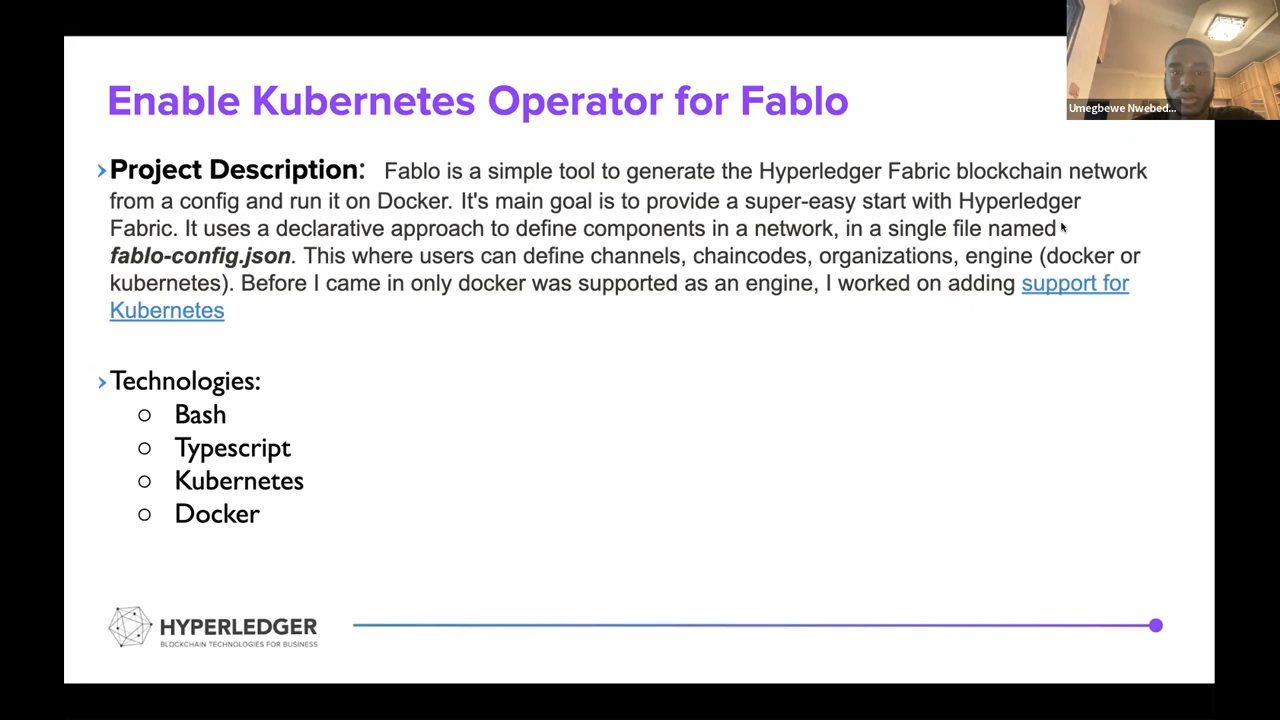 Enable Kubernetes Operator for Fablo
Umegbewe Nwebed...
›Project Description: Fablo is a simple tool to generate the Hyperledger Fabric blockchain network
from a config and run it on Docker. It's main goal is to provide a super-easy start with Hyperledger
Fabric. It uses a declarative approach to define components in a network, in a single file named
fablo-config.json. This where users can define channels, chaincodes, organizations, engine (docker or
kubernetes). Before I came in only docker was supported as an engine, I worked on adding support for
Kubernetes
›Technologies:
○ Bash
○ Typescript
○ Kubernetes
○ Docker
HYPERLEDGER
BLOCKCHAIN TECHNOLOGIES FOR BUSINESS